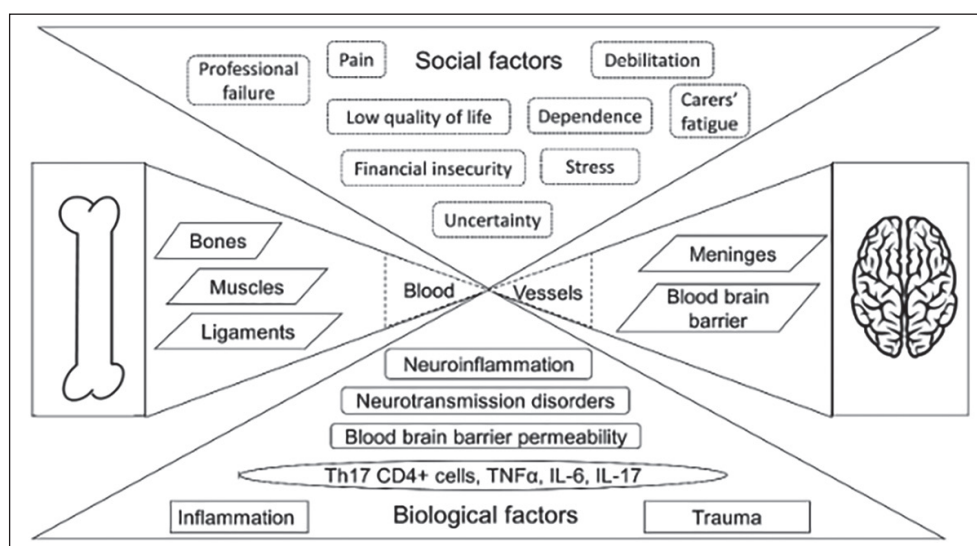 Social factors
Professional
failure
Pain
Debilitation
Low quality of life
Dependence
Carers'
fatigue
Financial insecurity
Stress
Uncertainty
Bones
Muscles
Ligaments
Blood
Vessels
Meninges
Blood brain
barrier
Neuroinflammation
Neurotransmission disorders
Blood brain barrier permeability
Th17 CD4+ cells, TNFα, IL-6, IL-17
Inflammation
Biological factors
Trauma